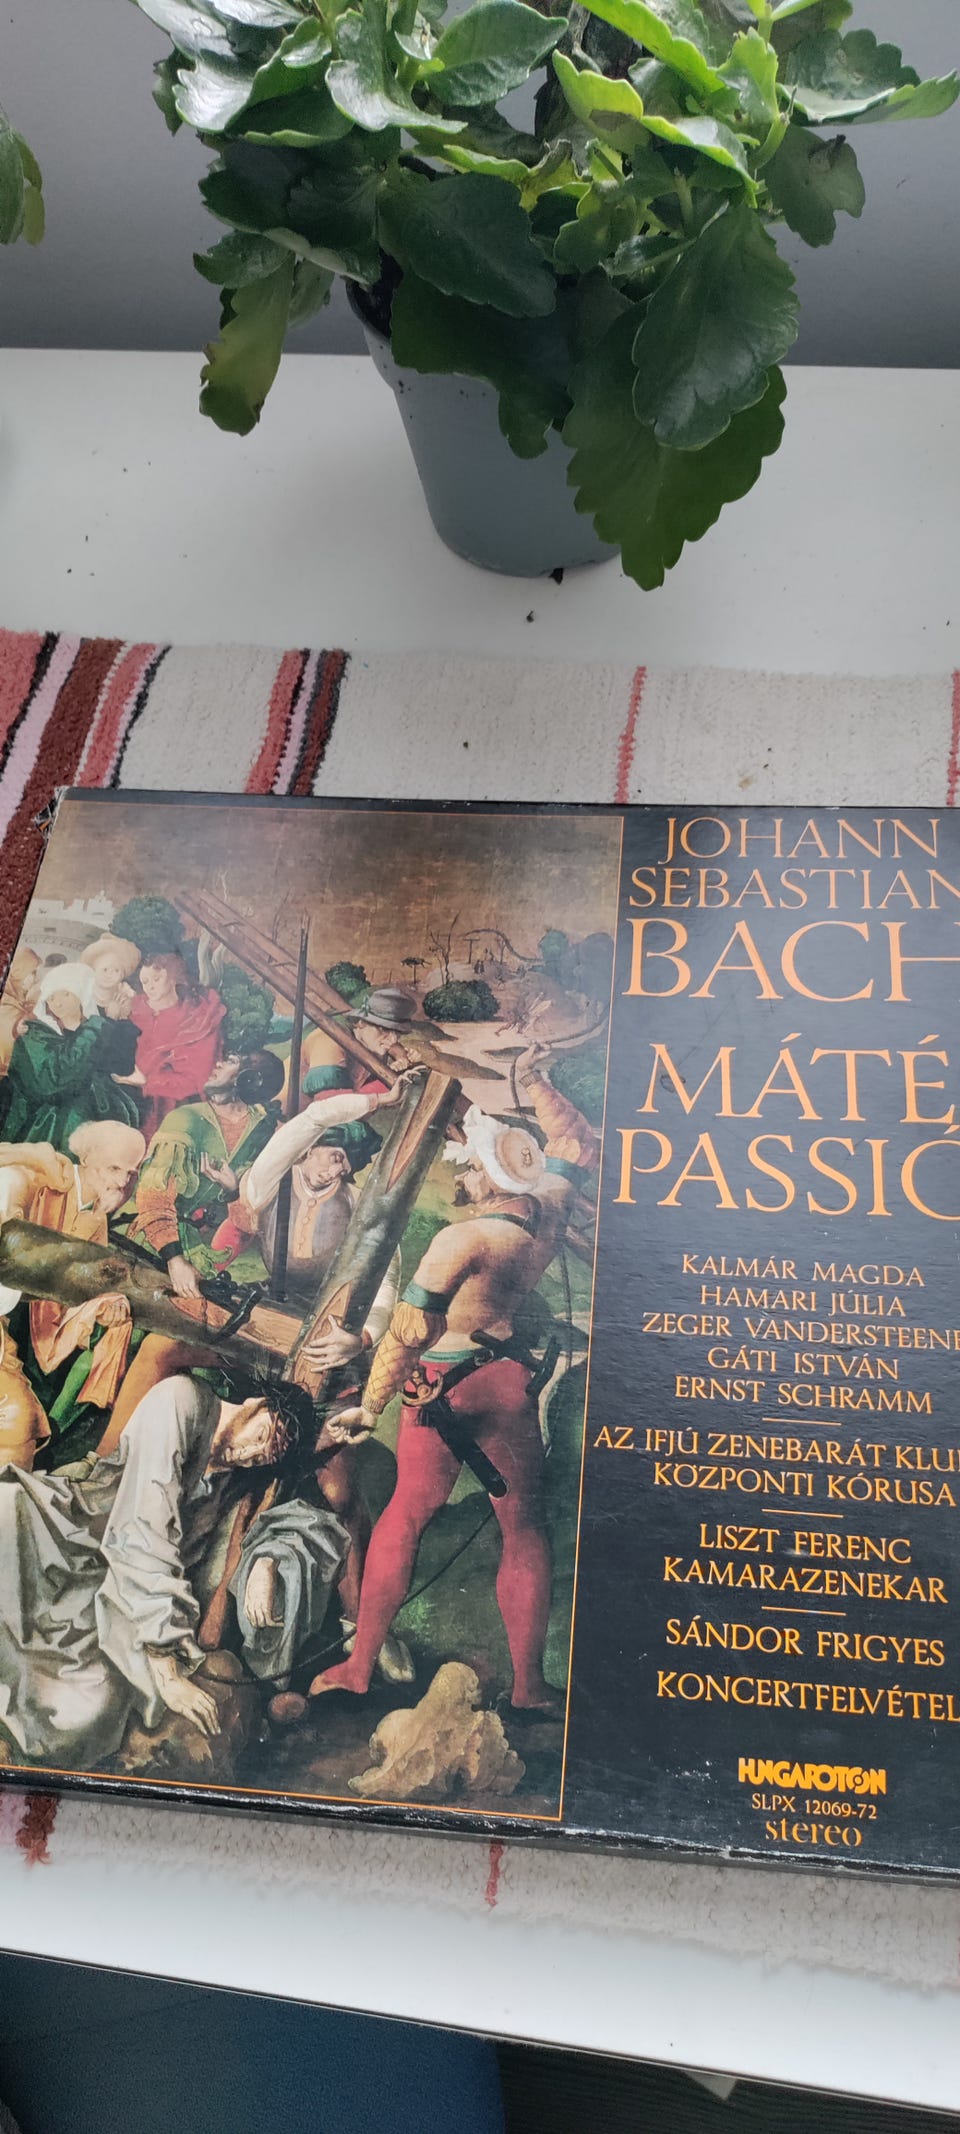 JOHANN
SEBASTIAN
BACH
MÁTÉ
PASSIÓ
KALMÁR MAGDA
HAMARI JÚLIA
ZEGER VANDERSTEENE
GÁTI ISTVÁN
ERNST SCHRAMM
AZ IFJÚ ZENEBARÁT
KÖZPONTI KÓRUSA
LISZT FERENC
KAMARAZENEKAR
SÁNDOR FRIGYES
KONCERTFELVÉTEL
HUNGAROTON
SLPX 12069-72
stereo